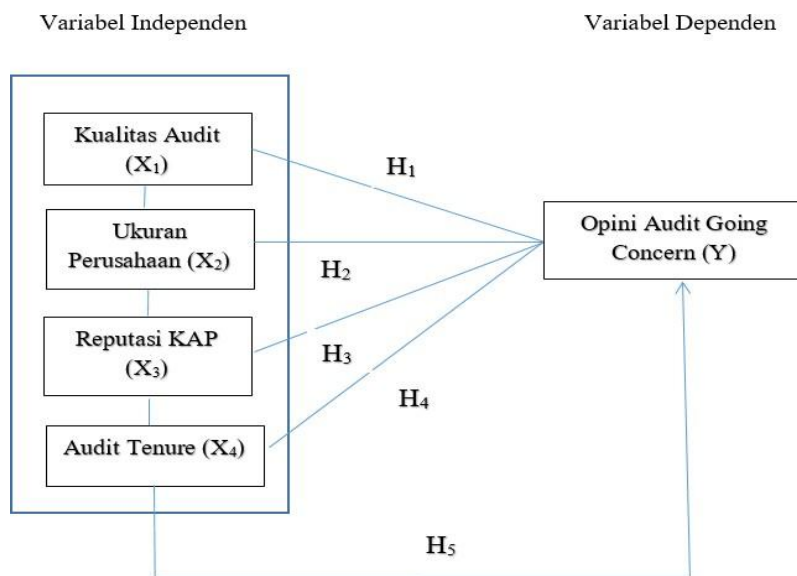 Variabel Independen
Variabel Dependen
Kualitas Audit
(X₁)
H₁
Ukuran
Perusahaan (X₂)
Opini Audit Going
Concern (Y)
H₂
Reputasi KAP
(X₃)
H₃
H₄
Audit Tenure (X₄)
H₅